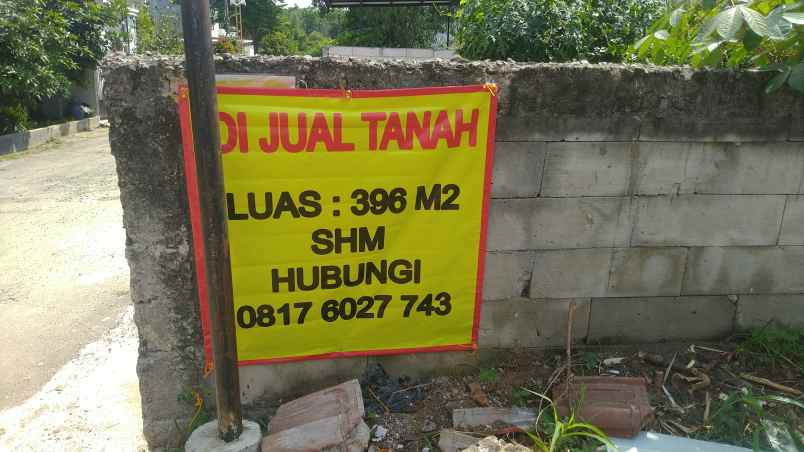 DI JUAL TANAH
LUAS : 396 M2
SHM
HUBUNGI
0817 6027 743